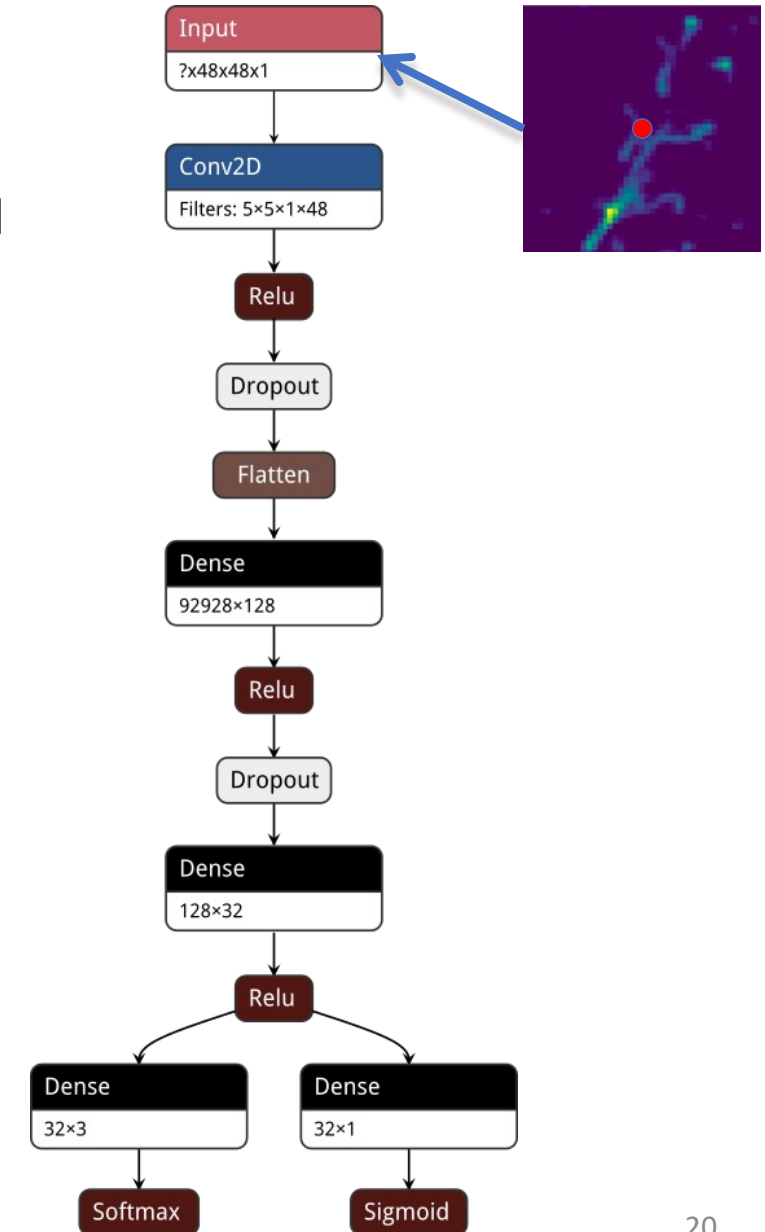 Input
?x48x48x1
Conv2D
Filters: 5×5×1×48
Relu
Dropout
Flatten
Dense
92928×128
Relu
Dropout
Dense
128×32
Relu
Dense
32×3
Dense
32×1
Softmax
Sigmoid
20